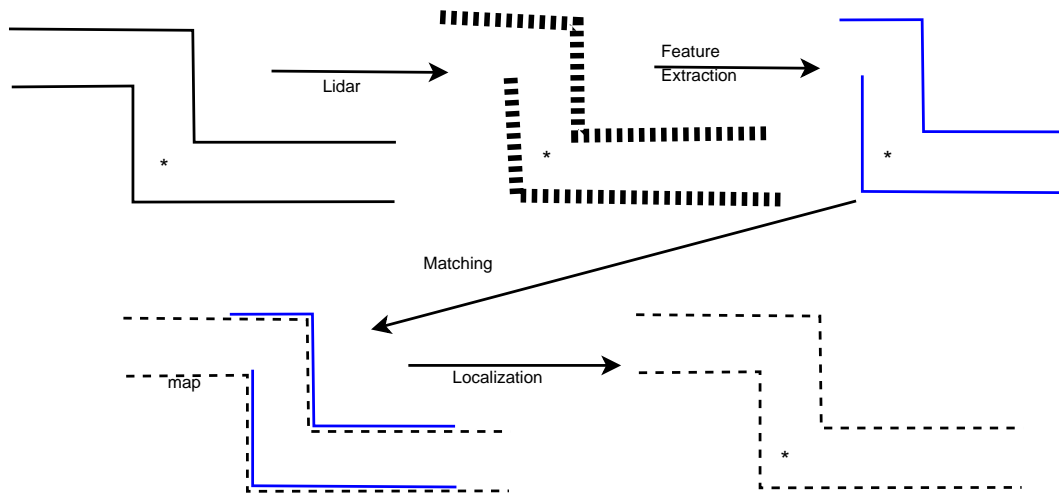 Lidar
Feature
Extraction
*
*
*
Matching
map
Localization
*